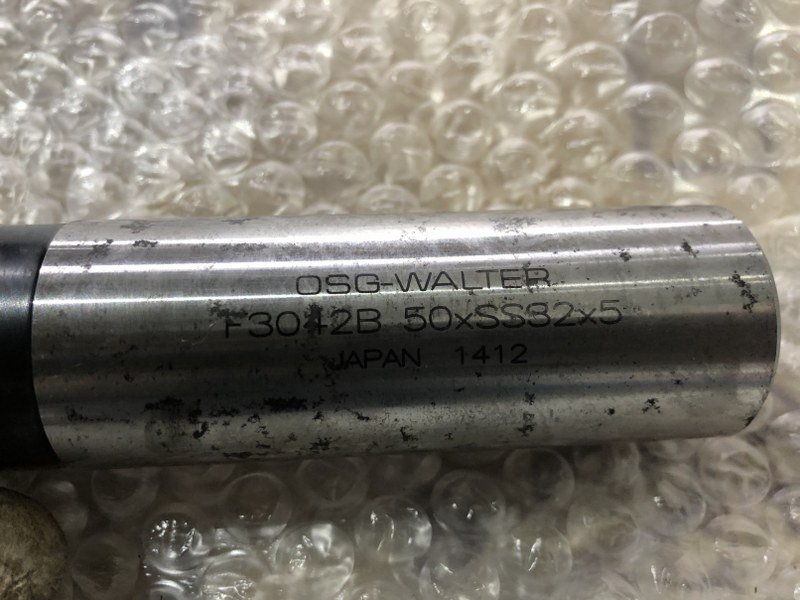 OSG-WALTER
F3042B 50xSS32x5
JAPAN 1412